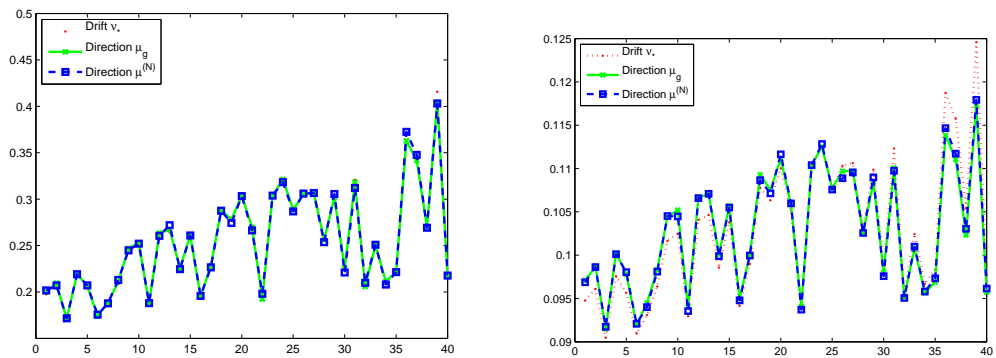 0.5
0.45
0.4
0.35
0.3
0.25
0.2
0 5 10 15 20 25 30 35 40
Drift ν*
Direction μg
Direction μ(N)
0.125
0.12
0.115
0.11
0.105
0.1
0.095
0.09
0 5 10 15 20 25 30 35 40
Drift ν*
Direction μg
Direction μ(N)